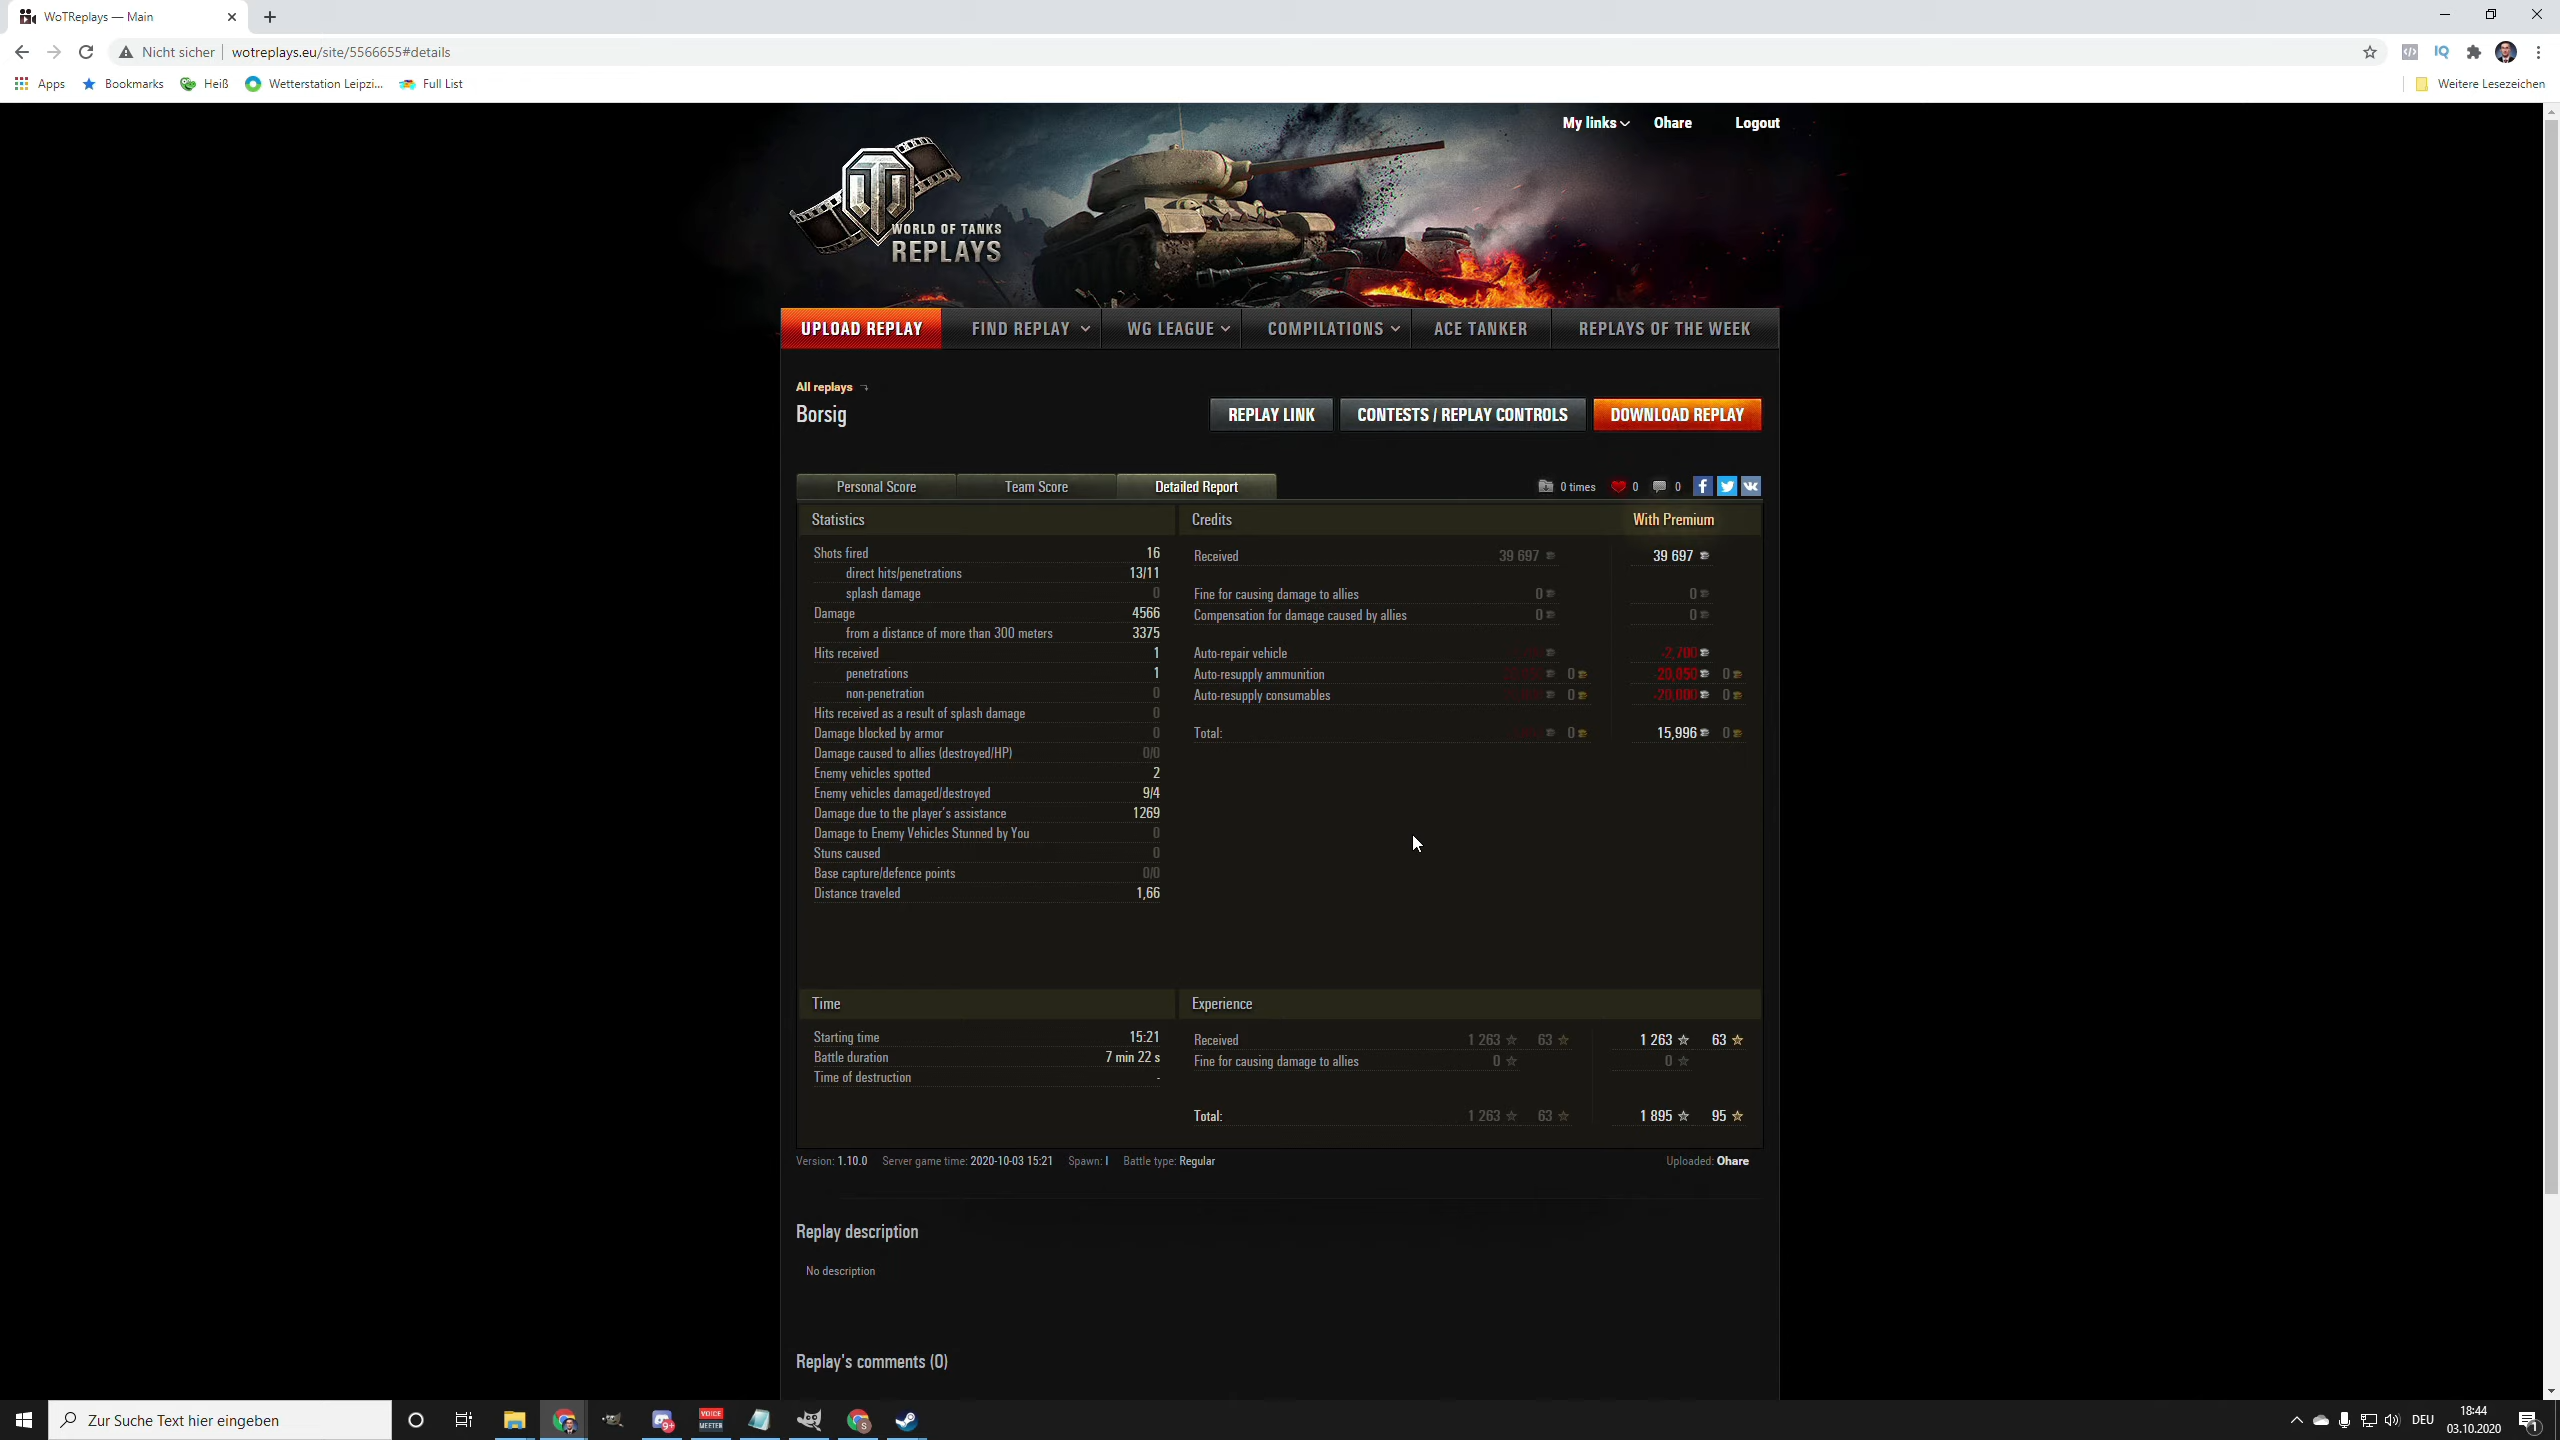 WoTReplays — Main
Nicht sicher wotreplays.eu/site/5566655#details
Apps Bookmarks Heiß Wetterstation Leipzi... Full List Weitere Lesezeichen
My links Ohare Logout
WORLD OF TANKS
REPLAYS
UPLOAD REPLAY FIND REPLAY WG LEAGUE COMPILATIONS ACE TANKER REPLAYS OF THE WEEK
All replays
Borsig REPLAY LINK CONTESTS / REPLAY CONTROLS DOWNLOAD REPLAY
Personal Score Team Score Detailed Report 0 times 0 0
Statistics
Shots fired 16
direct hits/penetrations 13/11
splash damage 0
Damage 4566
from a distance of more than 300 meters 3375
Hits received 1
penetrations 1
non-penetration 0
Hits received as a result of splash damage 0
Damage blocked by armor 0
Damage caused to allies (destroyed/HP) 0/0
Enemy vehicles spotted 2
Enemy vehicles damaged/destroyed 9/4
Damage due to the player's assistance 1269
Damage to Enemy Vehicles Stunned by You 0
Stuns caused 0
Base capture/defence points 0/0
Distance traveled 1,66
Credits With Premium
Received 39 697 39 697
Fine for causing damage to allies 0 0
Compensation for damage caused by allies 0 0
Auto-repair vehicle -2,700
Auto-resupply ammunition 0 -20,050 0
Auto-resupply consumables 0 -20,000 0
Total: 0 15,996 0
Time
Starting time 15:21
Battle duration 7 min 22 s
Time of destruction -
Experience
Received 1 263 63 1 263 63
Fine for causing damage to allies 0 0
Total: 1 263 63 1 895 95
Version: 1.10.0 Server game time: 2020-10-03 15:21 Spawn: I Battle type: Regular Uploaded: Ohare
Replay description
No description
Replay's comments (0)
Zur Suche Text hier eingeben
9+
VOICE
MEETER
DEU
18:44
03.10.2020
1